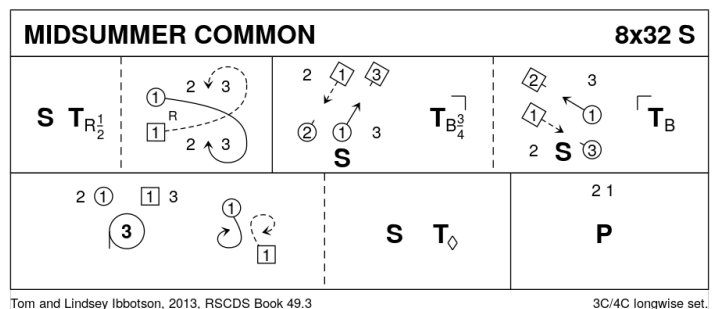 MIDSUMMER COMMON 8x32 S
S T R 1/2
2 3
1
R
1
2 3
2 1 3
2 1 3
S
T B 3/4
2 3
1 1
2 S 3
T B
2 1 1 3
3
1
1
S T
2 1
P
Tom and Lindsey Ibbotson, 2013, RSCDS Book 49.3 3C/4C longwise set.